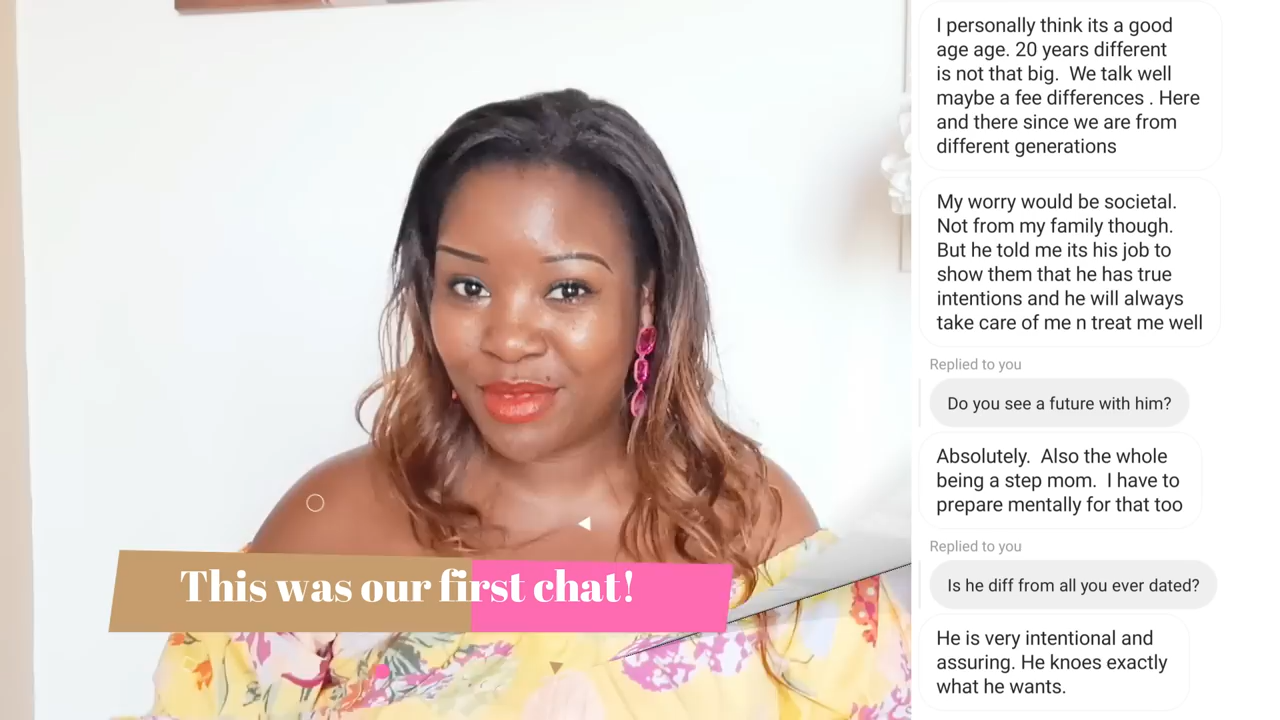 I personally think its a good
age age. 20 years different
is not that big. We talk well
maybe a fee differences . Here
and there since we are from
different generations
My worry would be societal.
Not from my family though.
But he told me its his job to
show them that he has true
intentions and he will always
take care of me n treat me well
Replied to you
Do you see a future with him?
Absolutely. Also the whole
being a step mom. I have to
prepare mentally for that too
Replied to you
Is he diff from all you ever dated?
He is very intentional and
assuring. He knoes exactly
what he wants.
This was our first chat!